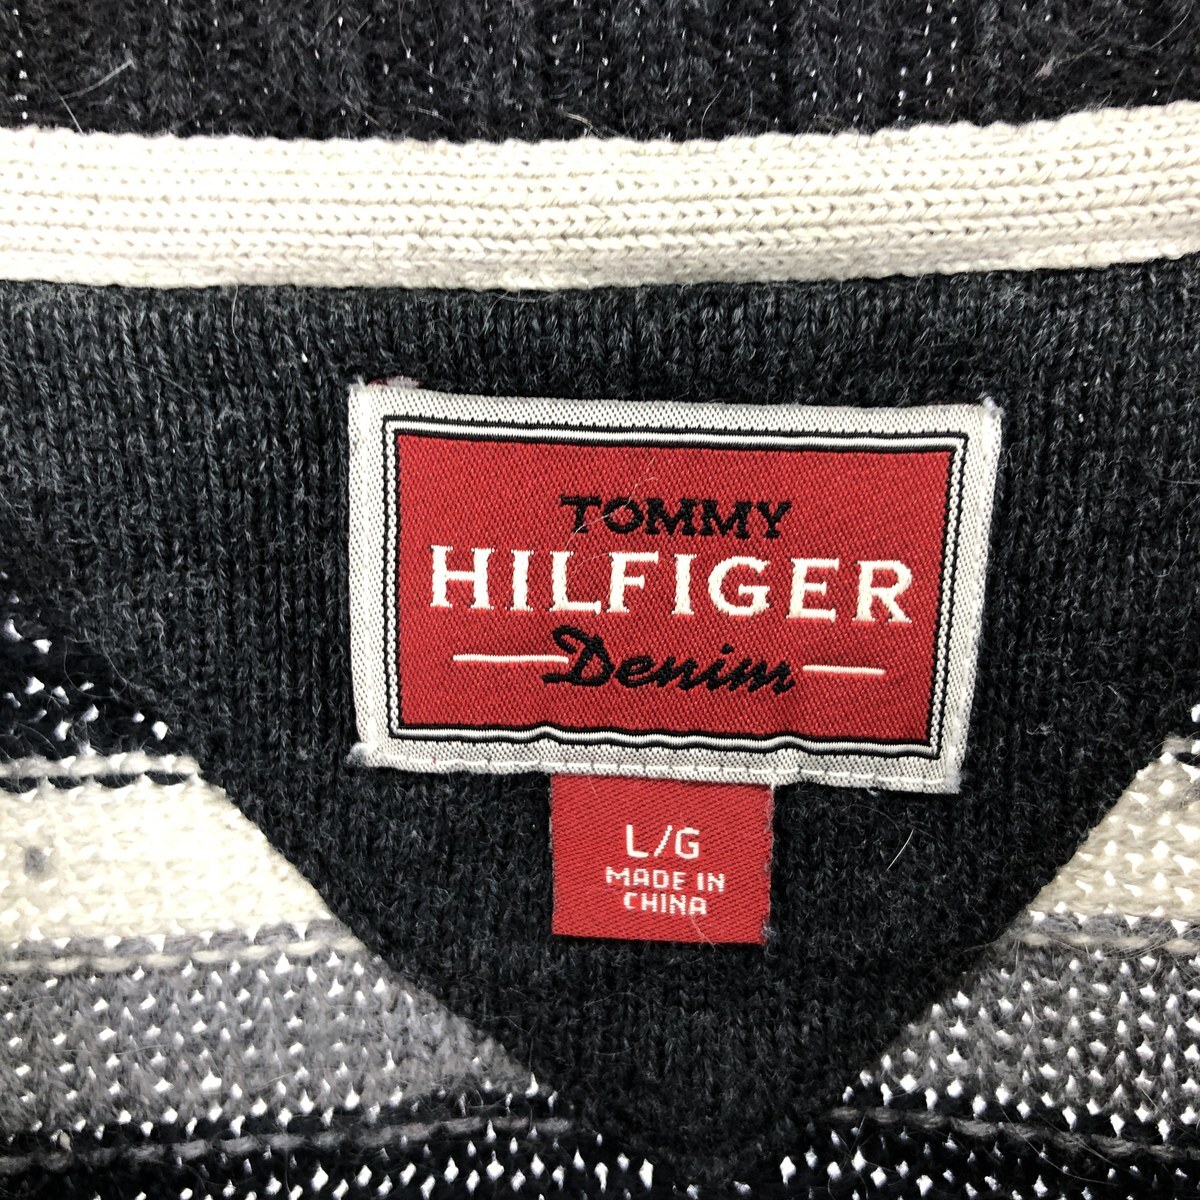 TOMMY
HILFIGER
Denim
L/G
MADE IN
CHINA